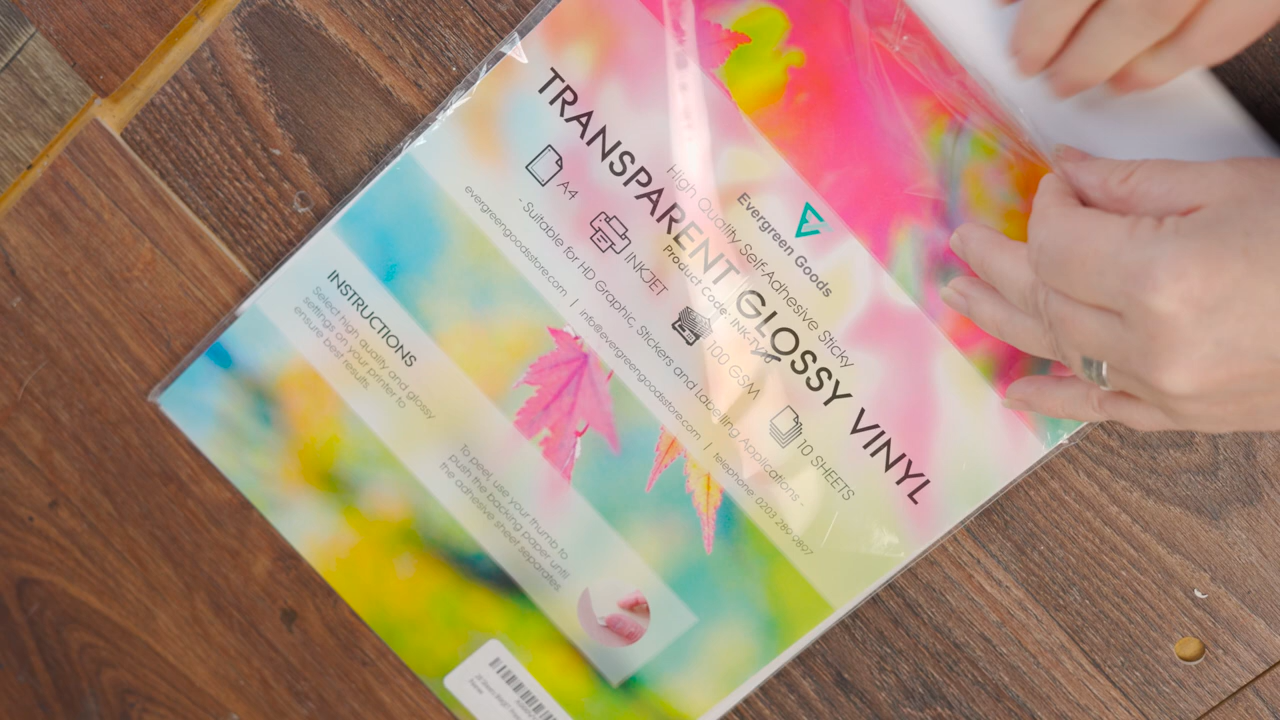 Evergreen Goods
High Quality Self-Adhesive Sticky
TRANSPARENT GLOSSY VINYL
Product Code: INK-TV
A4
INKJET
100 GSM
10 SHEETS
- Suitable for HD Graphic, Stickers and Labelling Applications -
evergreengoodsstore.com | info@evergreengoodsstore.com | telephone: 0203 289 0897
INSTRUCTIONS
Select high quality and glossy
settings on your printer to
ensure best results.
To peel, use your thumb to
push the backing paper until
the adhesive sheet separates.